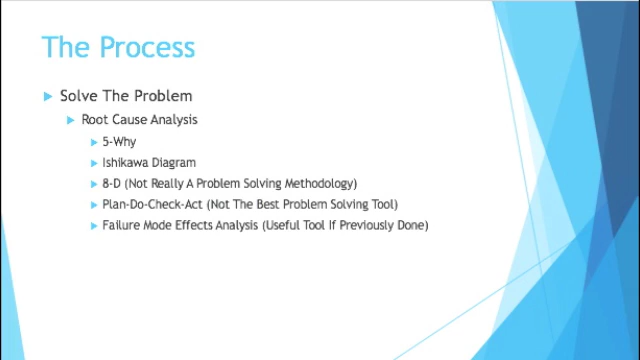 The Process
Solve The Problem
Root Cause Analysis
5-Why
Ishikawa Diagram
8-D (Not Really A Problem Solving Methodology)
Plan-Do-Check-Act (Not The Best Problem Solving Tool)
Failure Mode Effects Analysis (Useful Tool If Previously Done)